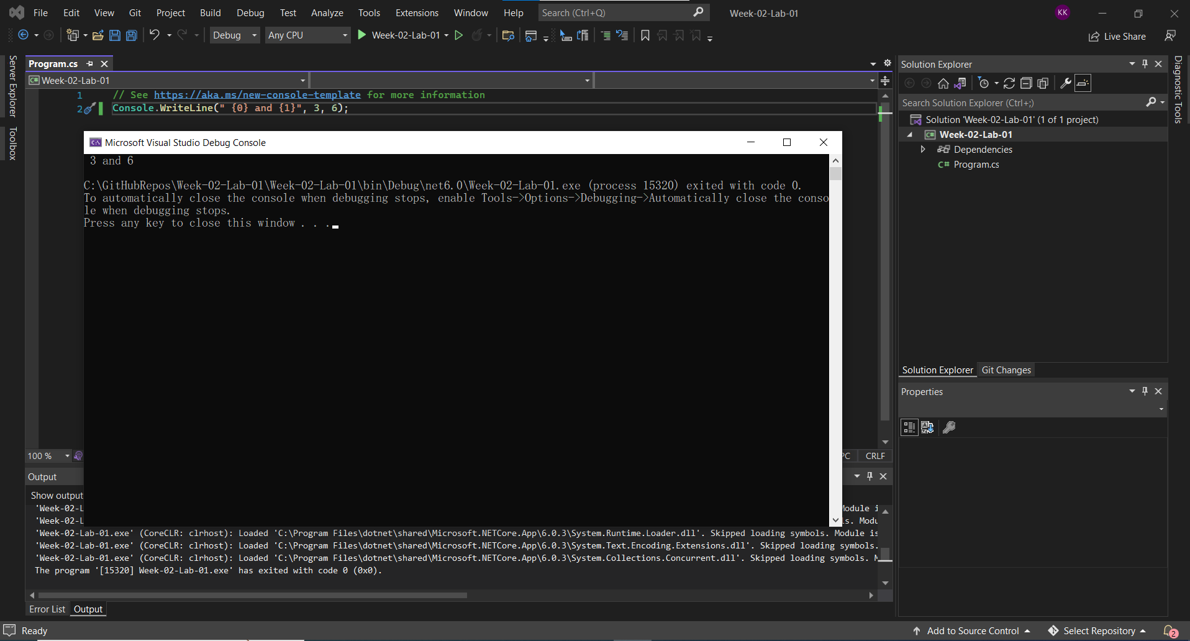 File Edit View Git Project Build Debug Test Analyze Tools Extensions Window Help Search (Ctrl+Q) Week-02-Lab-01 KK
Debug Any CPU Week-02-Lab-01 Live Share
Server Explorer
Toolbox
Program.cs
Week-02-Lab-01
1 // See https://aka.ms/new-console-template for more information
2 Console.WriteLine(" {0} and {1}", 3, 6);
Microsoft Visual Studio Debug Console
3 and 6
C:\GitHubRepos\Week-02-Lab-01\Week-02-Lab-01\bin\Debug\net6.0\Week-02-Lab-01.exe (process 15320) exited with code 0.
To automatically close the console when debugging stops, enable Tools->Options->Debugging->Automatically close the conso
le when debugging stops.
Press any key to close this window . . .
100 % CRLF
Output
Show output
'Week-02-L Module i
'Week-02-L s. Modu
'Week-02-Lab-01.exe' (CoreCLR: clrhost): Loaded 'C:\Program Files\dotnet\shared\Microsoft.NETCore.App\6.0.3\System.Runtime.Loader.dll'. Skipped loading symbols. Module is
'Week-02-Lab-01.exe' (CoreCLR: clrhost): Loaded 'C:\Program Files\dotnet\shared\Microsoft.NETCore.App\6.0.3\System.Text.Encoding.Extensions.dll'. Skipped loading symbols.
'Week-02-Lab-01.exe' (CoreCLR: clrhost): Loaded 'C:\Program Files\dotnet\shared\Microsoft.NETCore.App\6.0.3\System.Collections.Concurrent.dll'. Skipped loading symbols. M
The program '[15320] Week-02-Lab-01.exe' has exited with code 0 (0x0).
Error List Output
Solution Explorer
Search Solution Explorer (Ctrl+;)
Solution 'Week-02-Lab-01' (1 of 1 project)
Week-02-Lab-01
Dependencies
C# Program.cs
Solution Explorer Git Changes
Properties
Diagnostic Tools
Ready Add to Source Control Select Repository 2